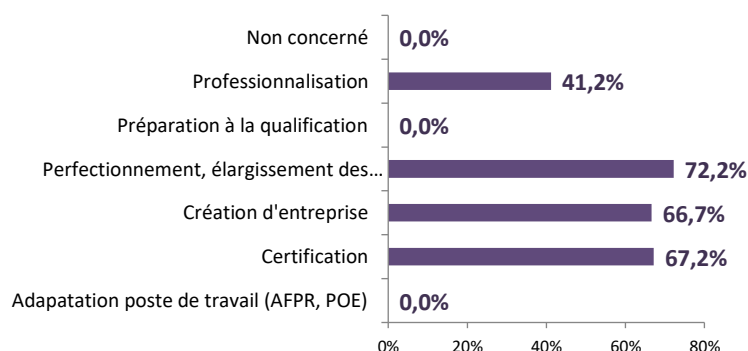 Non concerné 0,0%
Professionnalisation 41,2%
Préparation à la qualification 0,0%
Perfectionnement, élargissement des... 72,2%
Création d'entreprise 66,7%
Certification 67,2%
Adapatation poste de travail (AFPR, POE) 0,0%
0% 20% 40% 60% 80%